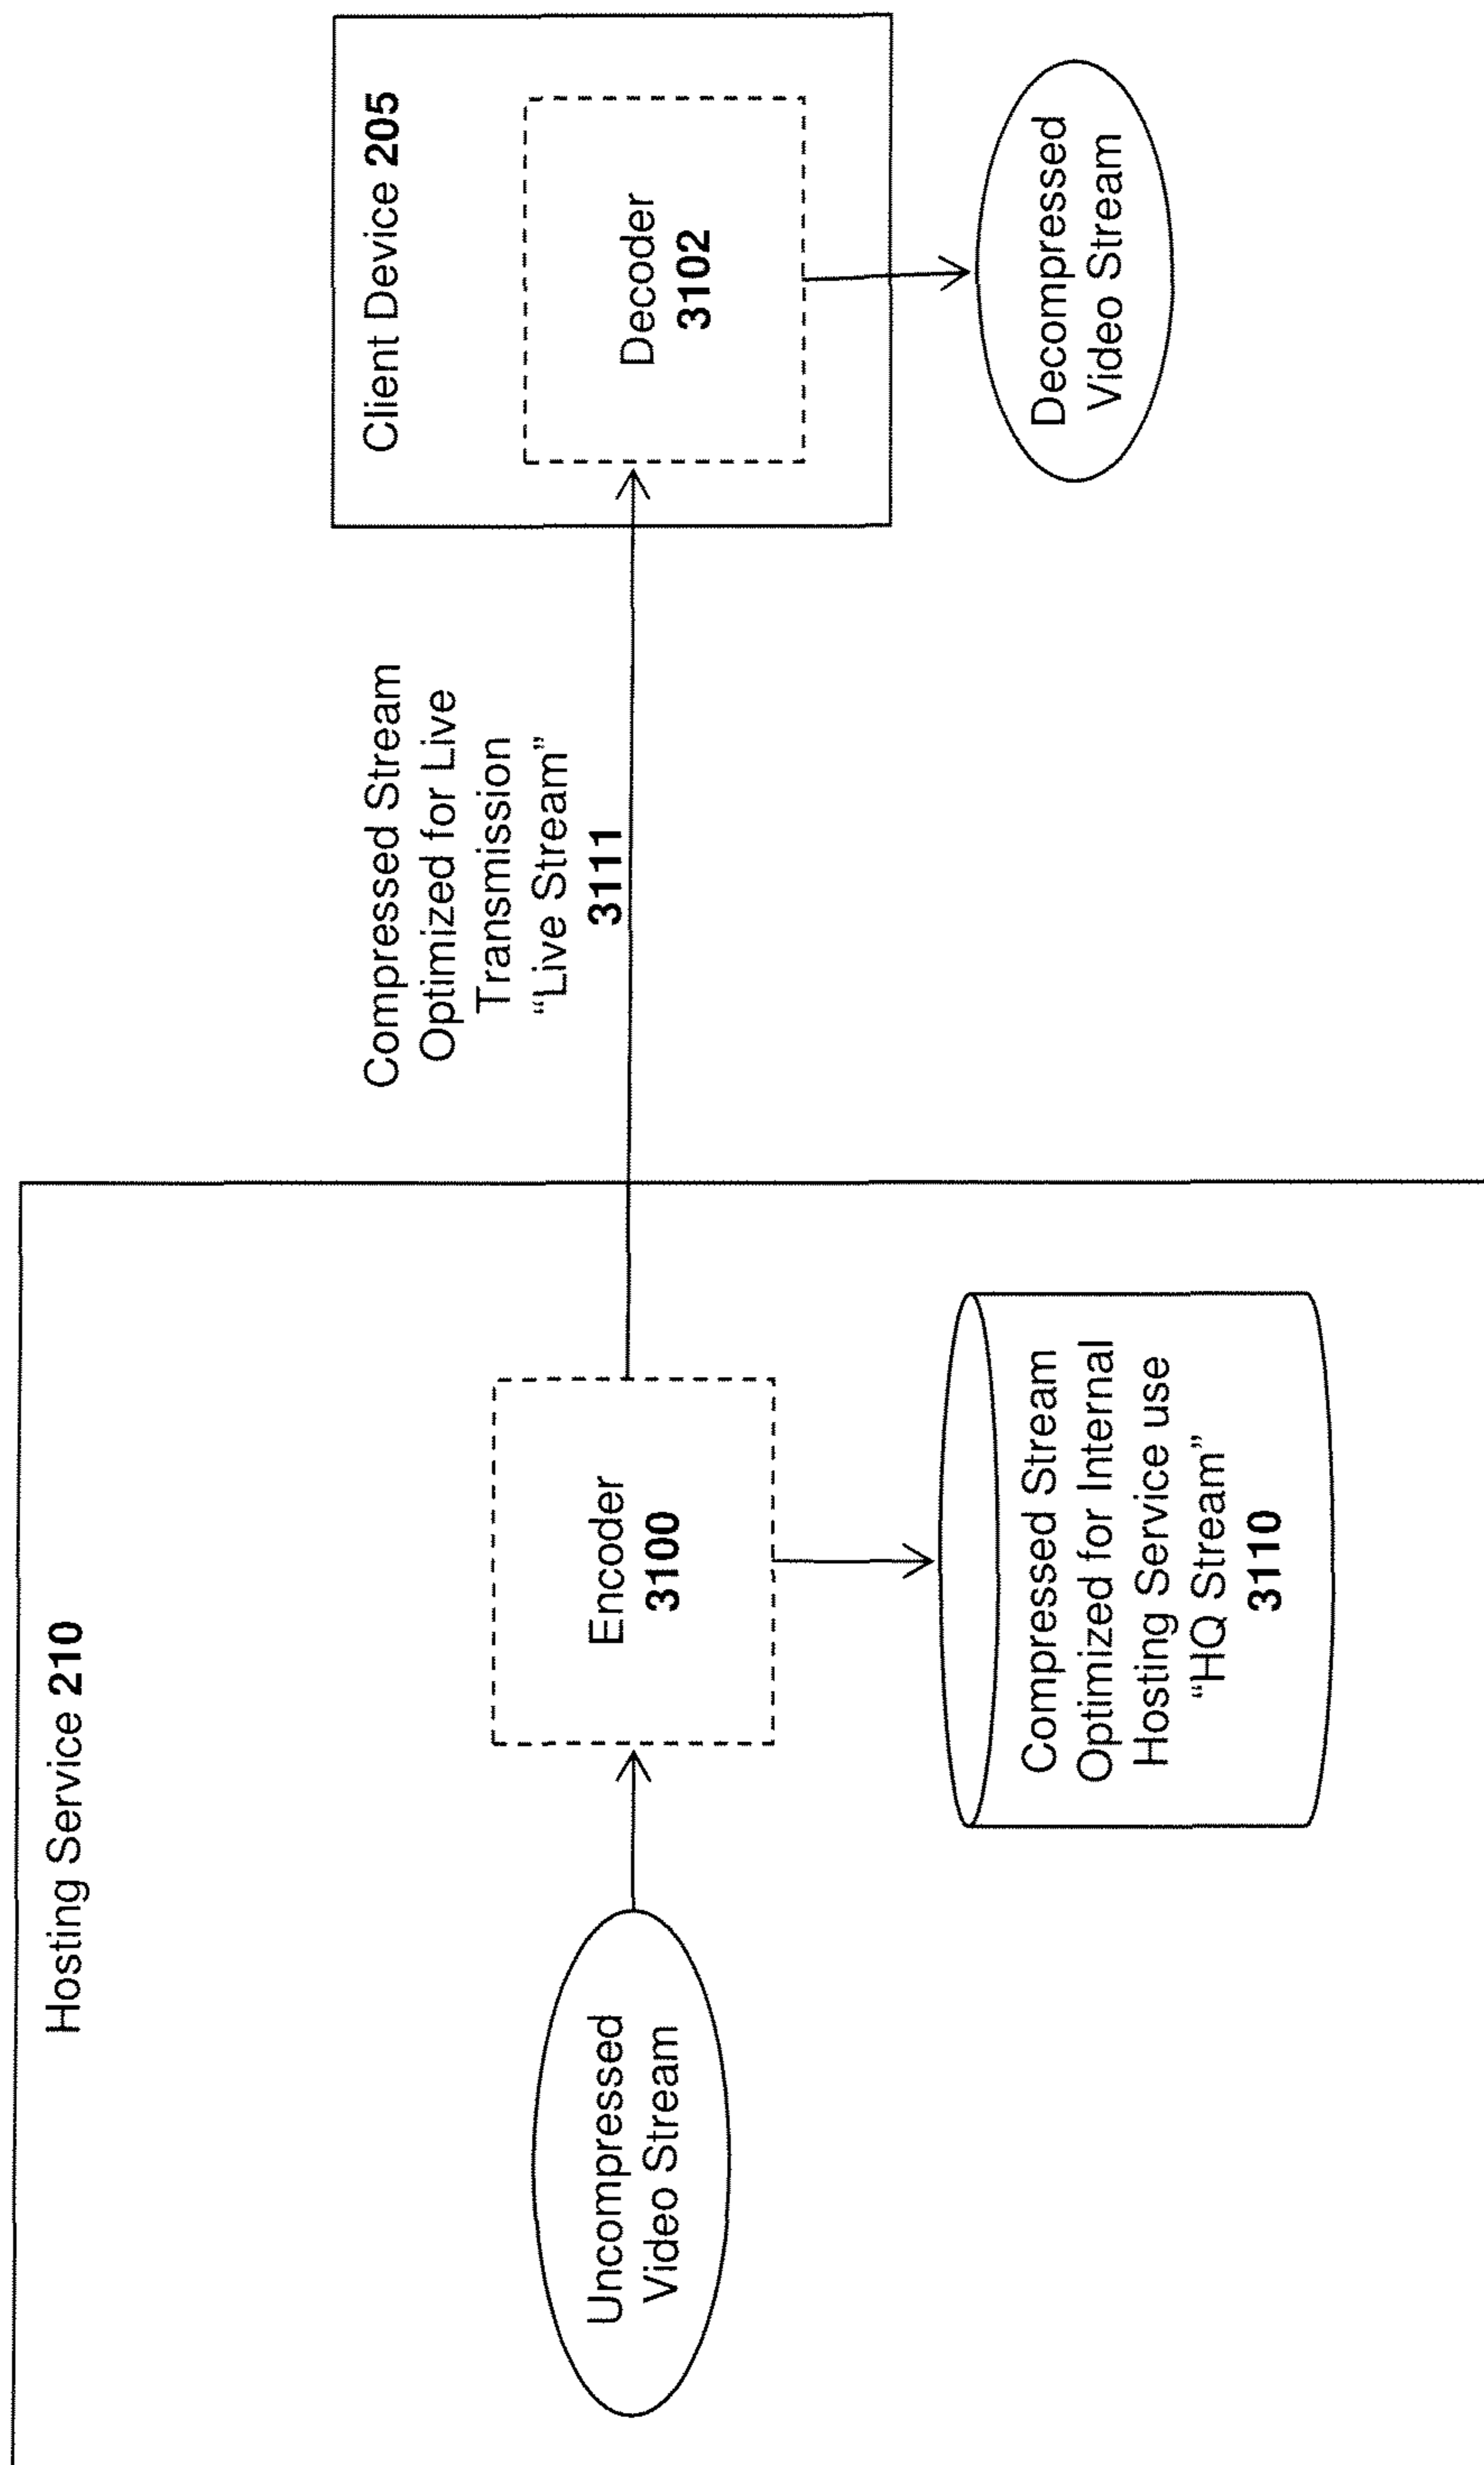 Hosting Service 210
Uncompressed
Video Stream
Encoder
3100
Compressed Stream
Optimized for Internal
Hosting Service use
“HQ Stream”
3110
Compressed Stream
Optimized for Live
Transmission
“Live Stream”
3111
Client Device 205
Decoder
3102
Decompressed
Video Stream